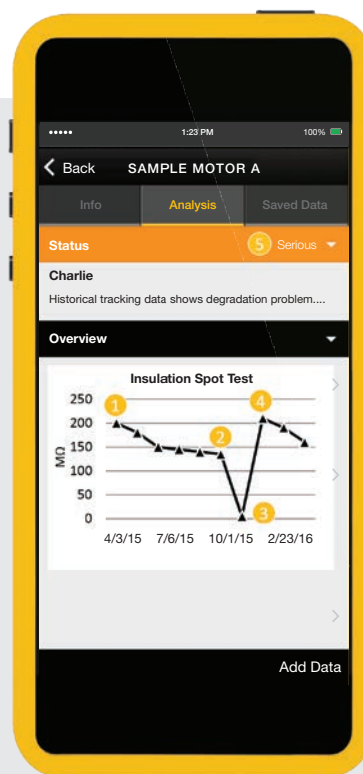 1:23 PM 100%
Back SAMPLE MOTOR A
Info Analysis Saved Data
Status 5 Serious
Charlie
Historical tracking data shows degradation problem....
Overview
Insulation Spot Test
250
200
150
100
50
0
MΩ
1
2
3
4
4/3/15 7/6/15 10/1/15 2/23/16
Add Data